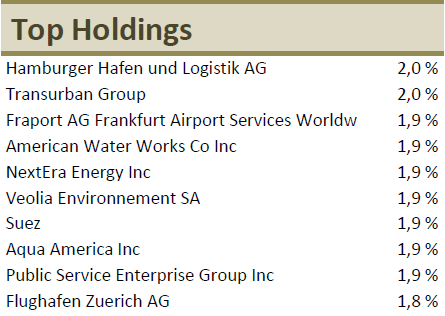 Top Holdings
Hamburger Hafen und Logistik AG 2,0 %
Transurban Group 2,0 %
Fraport AG Frankfurt Airport Services Worldw 1,9 %
American Water Works Co Inc 1,9 %
NextEra Energy Inc 1,9 %
Veolia Environnement SA 1,9 %
Suez 1,9 %
Aqua America Inc 1,9 %
Public Service Enterprise Group Inc 1,9 %
Flughafen Zuerich AG 1,8 %